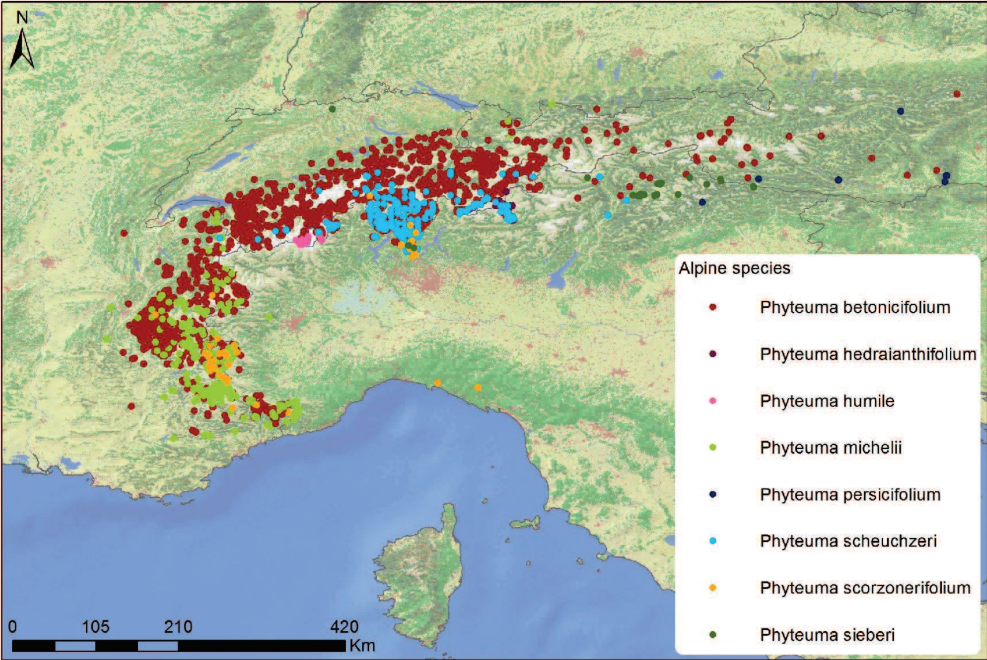 N
Alpine species
Phyteuma betonicifolium
Phyteuma hedraianthifolium
Phyteuma humile
Phyteuma michelii
Phyteuma persicifolium
Phyteuma scheuchzeri
Phyteuma scorzonerifolium
Phyteuma sieberi
0 105 210 420
Km